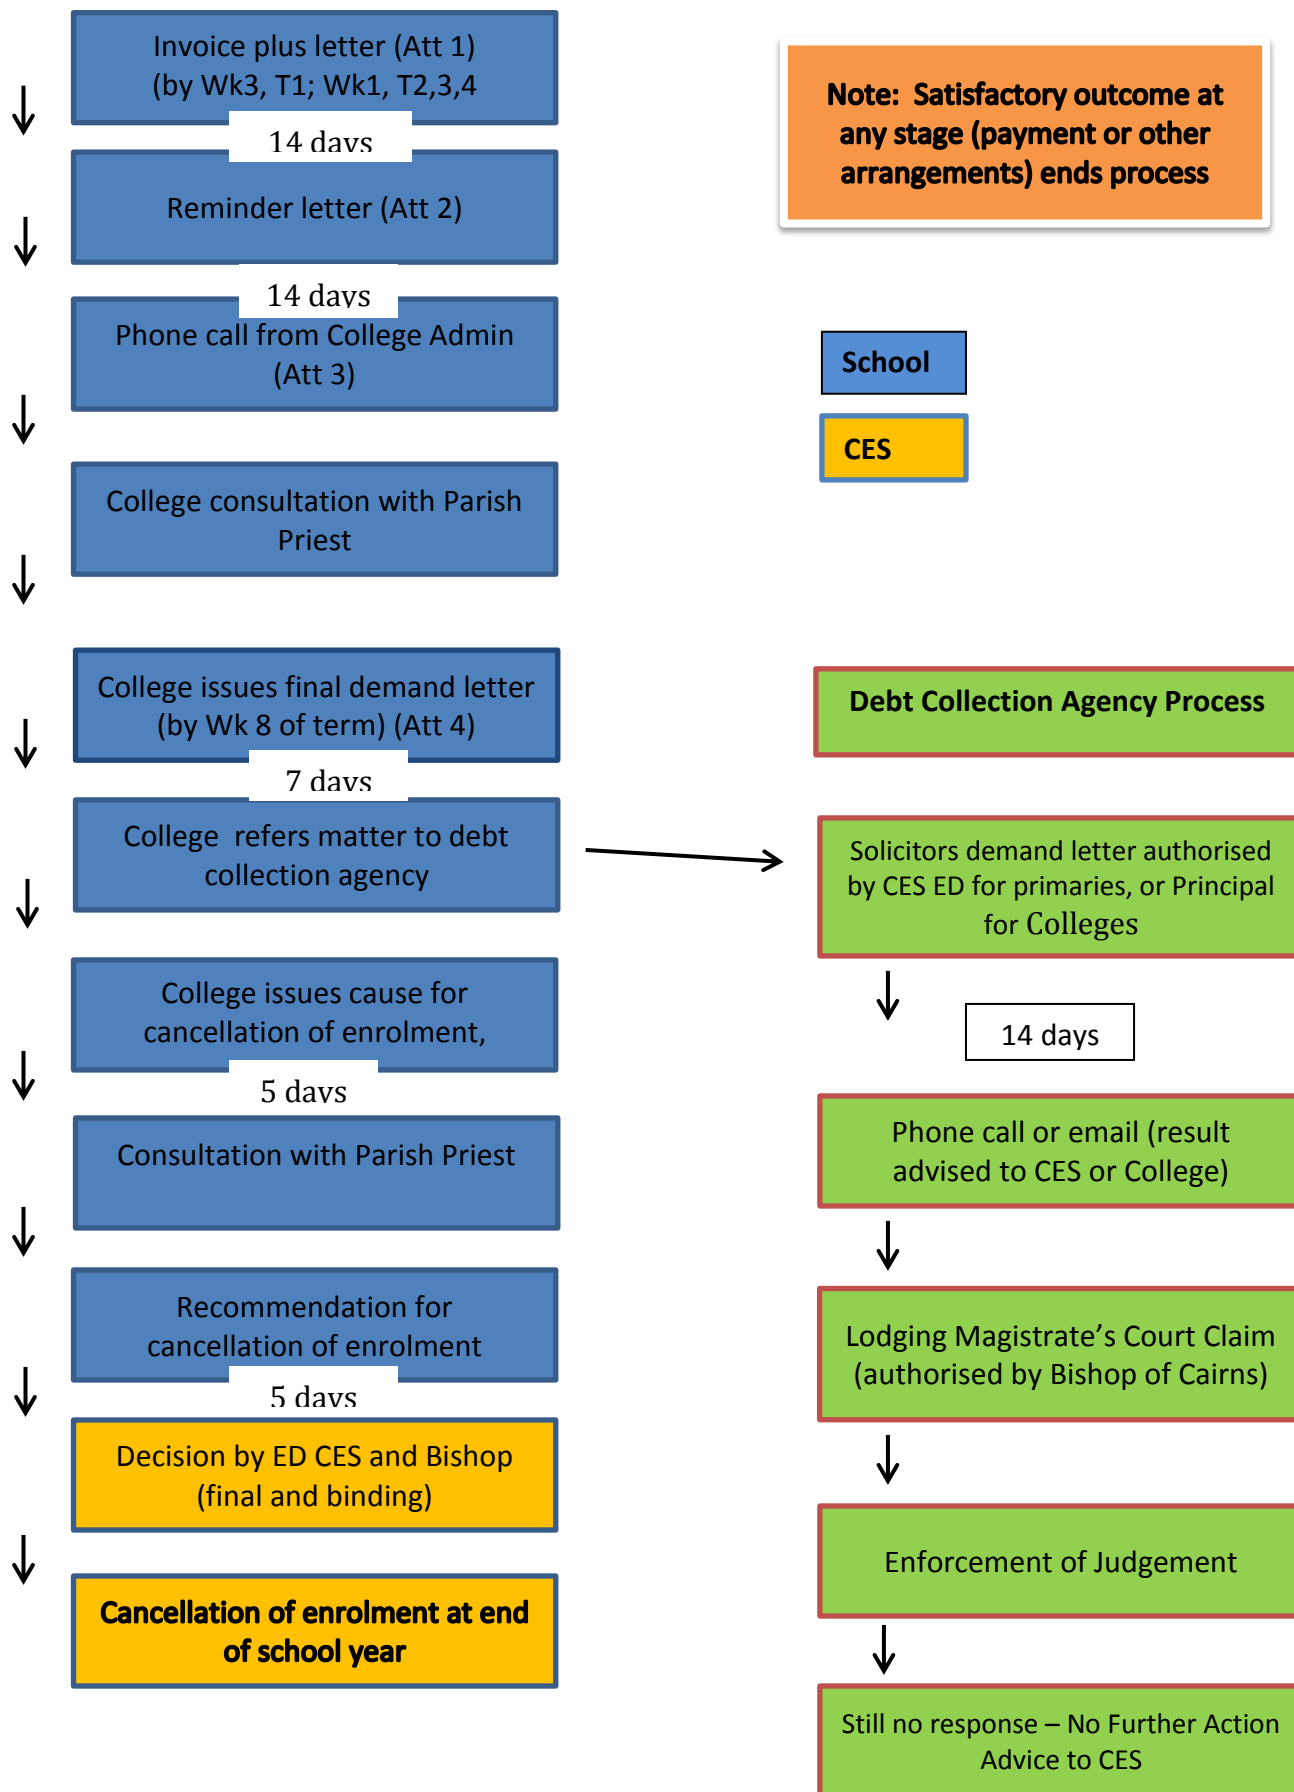 Invoice plus letter (Att 1)
(by Wk3, T1; Wk1, T2,3,4
14 days
Reminder letter (Att 2)
14 days
Phone call from College Admin
(Att 3)
College consultation with Parish
Priest
College issues final demand letter
(by Wk 8 of term) (Att 4)
7 days
College  refers matter to debt
collection agency
College issues cause for
cancellation of enrolment,
5 days
Consultation with Parish Priest
Recommendation for
cancellation of enrolment
5 days
Decision by ED CES and Bishop
(final and binding)
Cancellation of enrolment at end
of school year
Note:  Satisfactory outcome at
any stage (payment or other
arrangements) ends process
School
CES
Debt Collection Agency Process
Solicitors demand letter authorised
by CES ED for primaries, or Principal
for Colleges
14 days
Phone call or email (result
advised to CES or College)
Lodging Magistrate’s Court Claim
(authorised by Bishop of Cairns)
Enforcement of Judgement
Still no response – No Further Action
Advice to CES